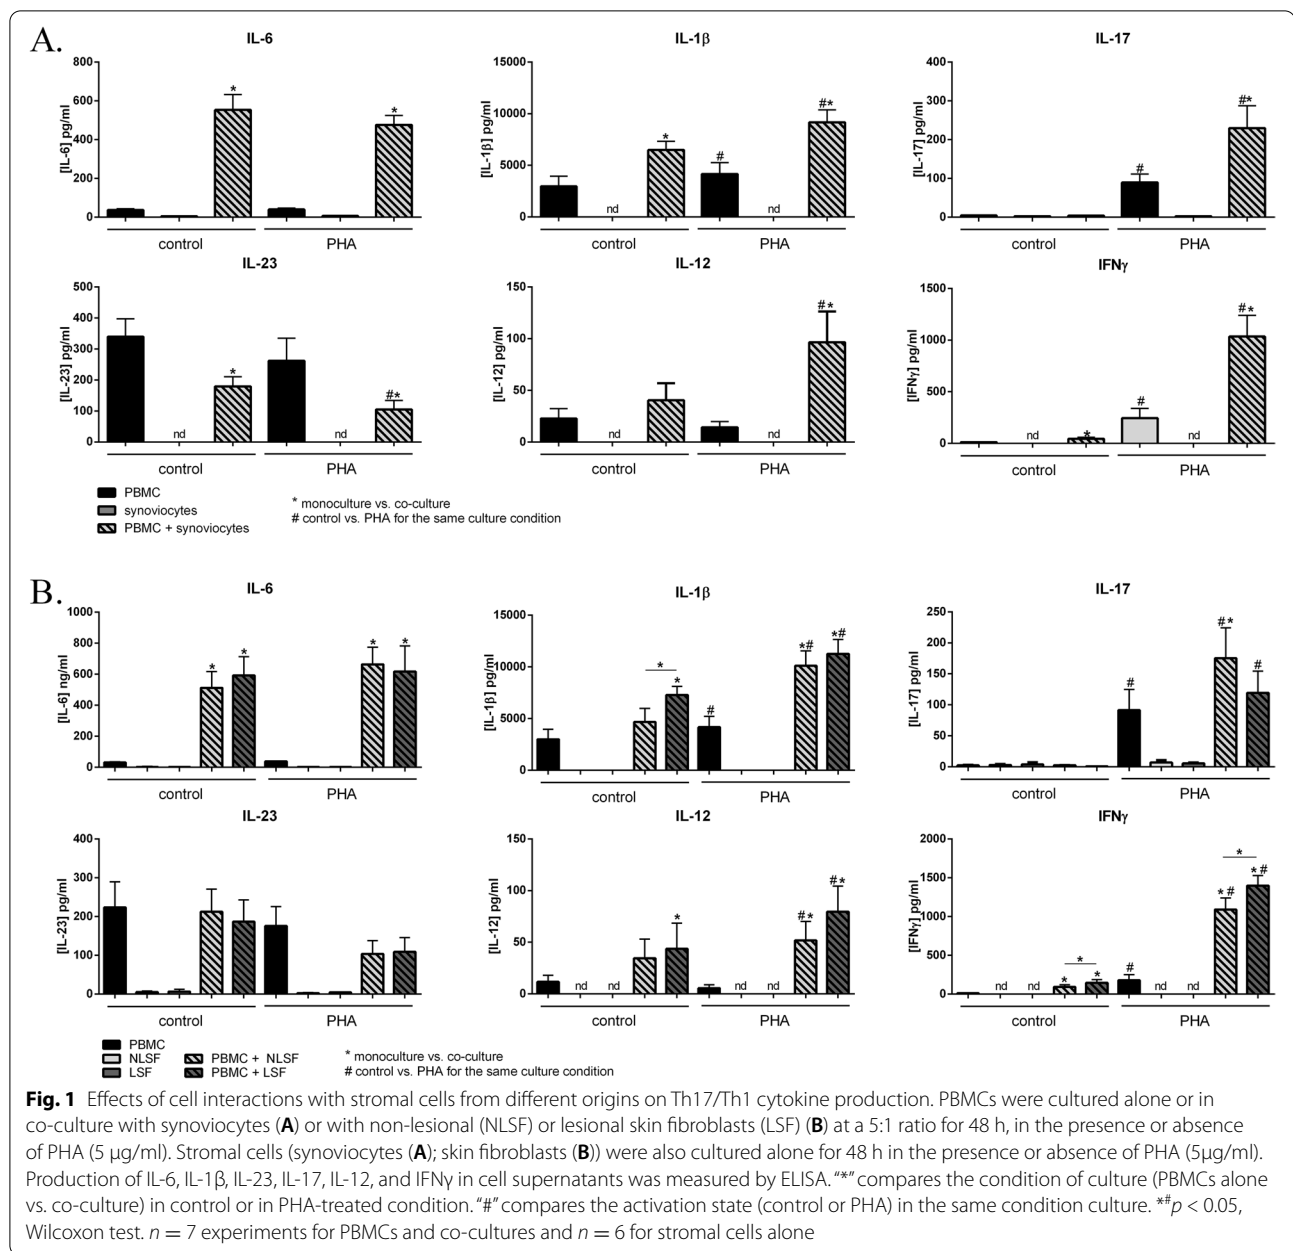 A.
IL-6
[IL-6] pg/ml
800
600
400
200
0
*
*
control
PHA
IL-1β
[IL-1β] pg/ml
15000
10000
5000
0
nd
*
#
nd
#*
control
PHA
IL-17
[IL-17] pg/ml
400
300
200
100
0
#
#*
control
PHA
IL-23
[IL-23] pg/ml
500
400
300
200
100
0
nd
*
nd
#*
control
PHA
IL-12
[IL-12] pg/ml
150
100
50
0
nd
nd
#*
control
PHA
IFNγ
[IFNγ] pg/ml
1500
1000
500
0
nd
*
#
nd
#*
control
PHA
PBMC
synoviocytes
PBMC + synoviocytes
* monoculture vs. co-culture
# control vs. PHA for the same culture condition
B.
IL-6
[IL-6] ng/ml
1000
800
600
400
200
0
*
*
*
*
control
PHA
IL-1β
[IL-1β] pg/ml
15000
10000
5000
0
*
*
#
*#
*#
control
PHA
IL-17
[IL-17] pg/ml
250
200
150
100
50
0
#
#*
#
control
PHA
IL-23
[IL-23] pg/ml
400
300
200
100
0
control
PHA
IL-12
[IL-12] pg/ml
150
100
50
0
nd
nd
*
nd
nd
#*
#*
control
PHA
IFNγ
[IFNγ] pg/ml
2000
1500
1000
500
0
nd
nd
*
*
*
#
nd
nd
*#
*
*#
control
PHA
PBMC
NLSF
LSF
PBMC + NLSF
PBMC + LSF
* monoculture vs. co-culture
# control vs. PHA for the same culture condition
Fig. 1 Effects of cell interactions with stromal cells from different origins on Th17/Th1 cytokine production. PBMCs were cultured alone or in
co-culture with synoviocytes (A) or with non-lesional (NLSF) or lesional skin fibroblasts (LSF) (B) at a 5:1 ratio for 48 h, in the presence or absence
of PHA (5 μg/ml). Stromal cells (synoviocytes (A); skin fibroblasts (B)) were also cultured alone for 48 h in the presence or absence of PHA (5μg/ml).
Production of IL-6, IL-1β, IL-23, IL-17, IL-12, and IFNγ in cell supernatants was measured by ELISA. “*” compares the condition of culture (PBMCs alone
vs. co-culture) in control or in PHA-treated condition. “#” compares the activation state (control or PHA) in the same condition culture. *#p < 0.05,
Wilcoxon test. n = 7 experiments for PBMCs and co-cultures and n = 6 for stromal cells alone